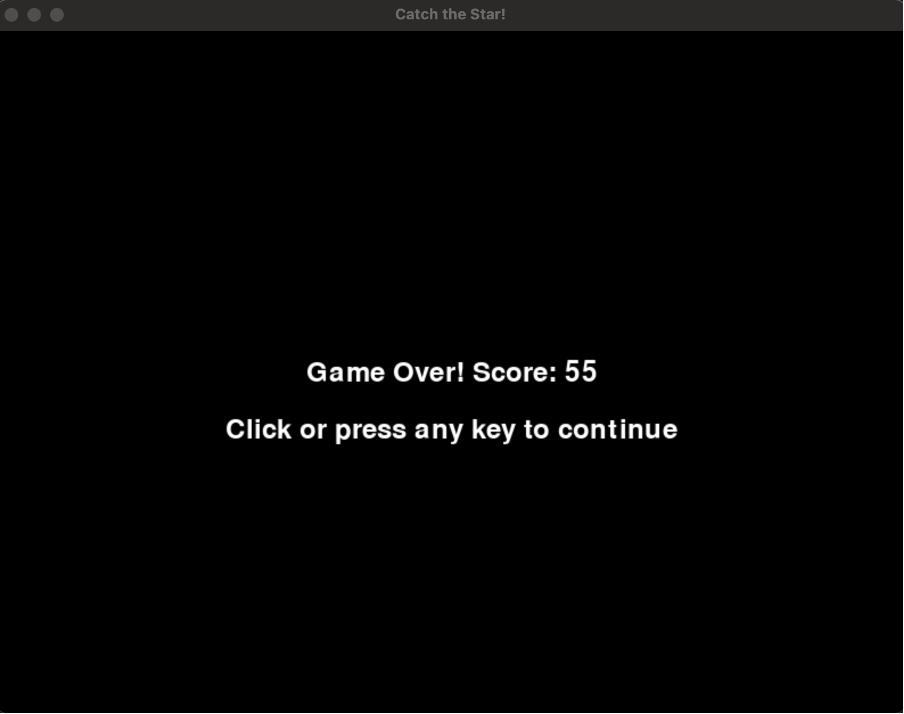 Catch the Star!
Game Over! Score: 55
Click or press any key to continue